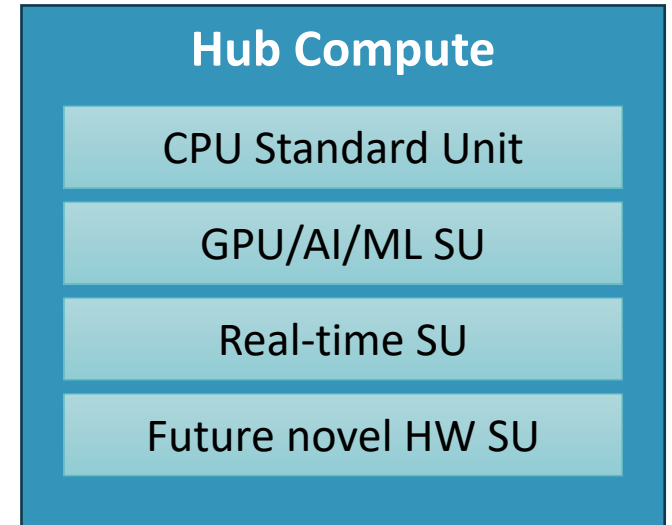 Hub Compute
CPU Standard Unit
GPU/AI/ML SU
Real-time SU
Future novel HW SU